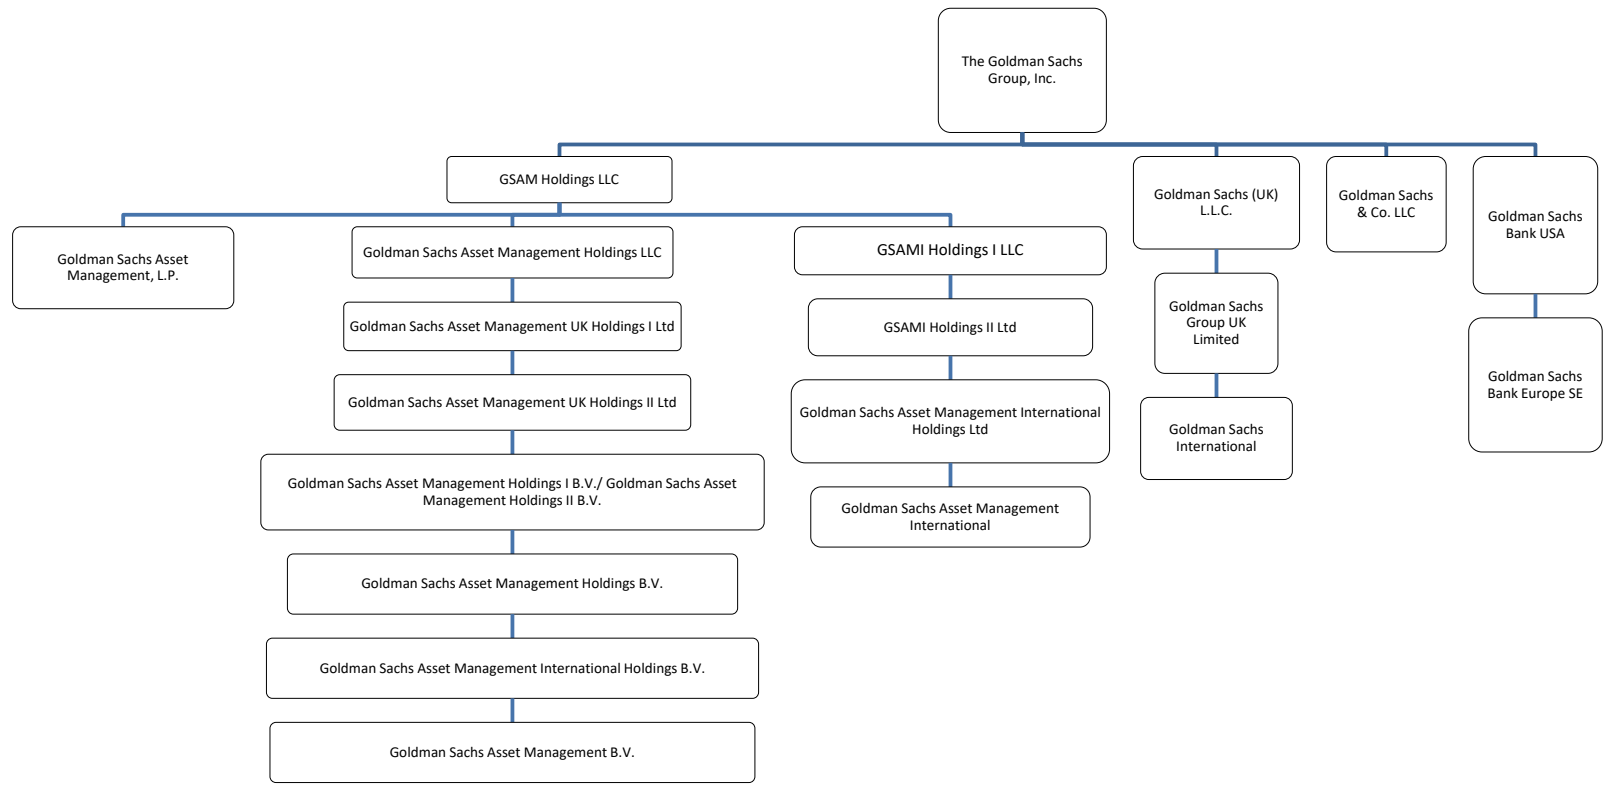 The Goldman Sachs
Group, Inc.
GSAM Holdings LLC
Goldman Sachs (UK)
L.L.C.
Goldman Sachs
& Co. LLC
Goldman Sachs
Bank USA
Goldman Sachs Asset
Management, L.P.
Goldman Sachs Asset Management Holdings LLC
GSAMI Holdings I LLC
Goldman Sachs Asset Management UK Holdings I Ltd
GSAMI Holdings II Ltd
Goldman Sachs
Group UK
Limited
Goldman Sachs
Bank Europe SE
Goldman Sachs Asset Management UK Holdings II Ltd
Goldman Sachs Asset Management International
Holdings Ltd
Goldman Sachs
International
Goldman Sachs Asset Management Holdings I B.V./ Goldman Sachs Asset
Management Holdings II B.V.
Goldman Sachs Asset Management
International
Goldman Sachs Asset Management Holdings B.V.
Goldman Sachs Asset Management International Holdings B.V.
Goldman Sachs Asset Management B.V.